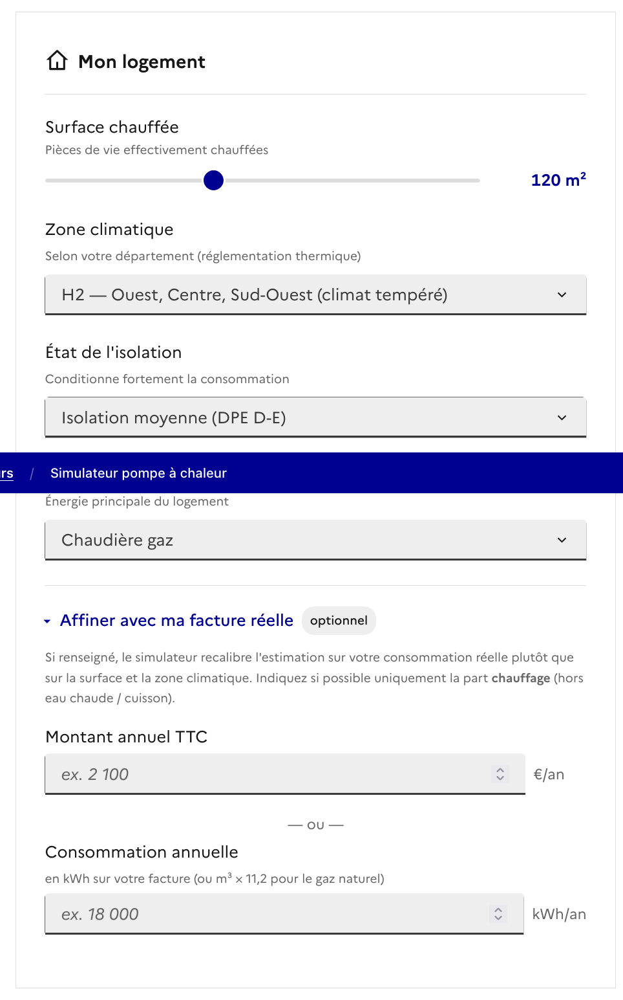 Mon logement
Surface chauffée
Pièces de vie effectivement chauffées
120 m²
Zone climatique
Selon votre département (réglementation thermique)
H2 — Ouest, Centre, Sud-Ouest (climat tempéré)
État de l'isolation
Conditionne fortement la consommation
Isolation moyenne (DPE D-E)
rs / Simulateur pompe à chaleur
Énergie principale du logement
Chaudière gaz
Affiner avec ma facture réelle optionnel
Si renseigné, le simulateur recalibre l'estimation sur votre consommation réelle plutôt que
sur la surface et la zone climatique. Indiquez si possible uniquement la part chauffage (hors
eau chaude / cuisson).
Montant annuel TTC
ex. 2 100 €/an
— ou —
Consommation annuelle
en kWh sur votre facture (ou m³ × 11,2 pour le gaz naturel)
ex. 18 000 kWh/an